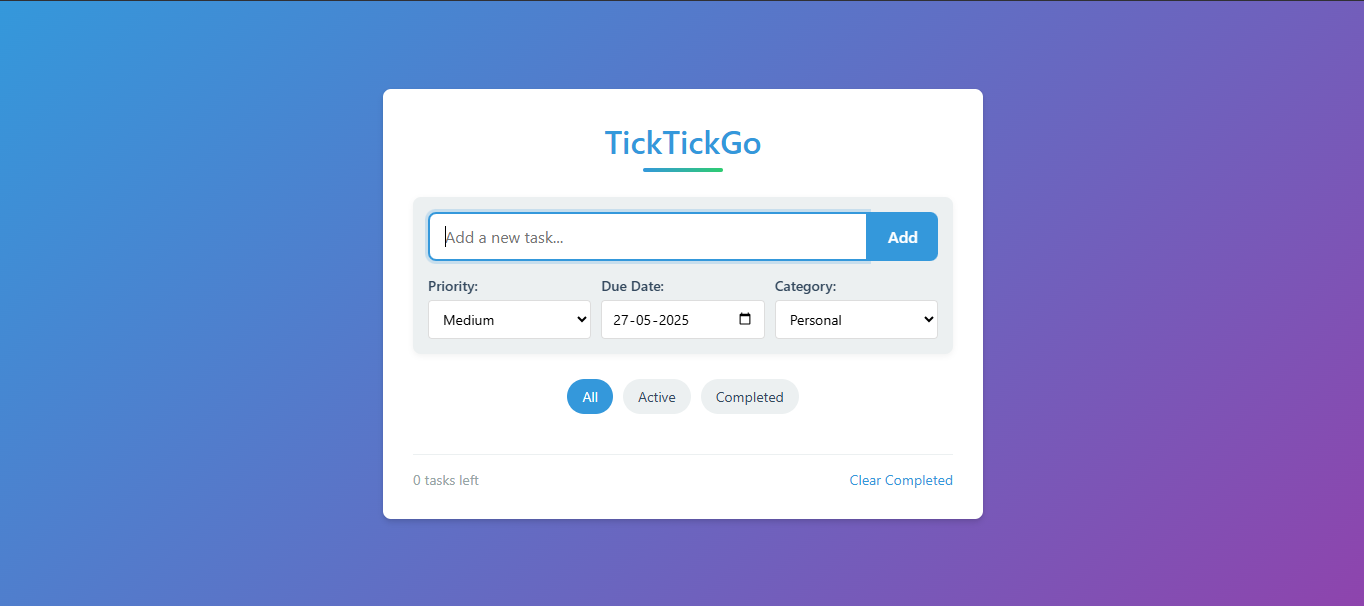 TickTickGo
Add a new task...
Add
Priority: Due Date: Category:
Medium 27-05-2025 Personal
All Active Completed
0 tasks left Clear Completed